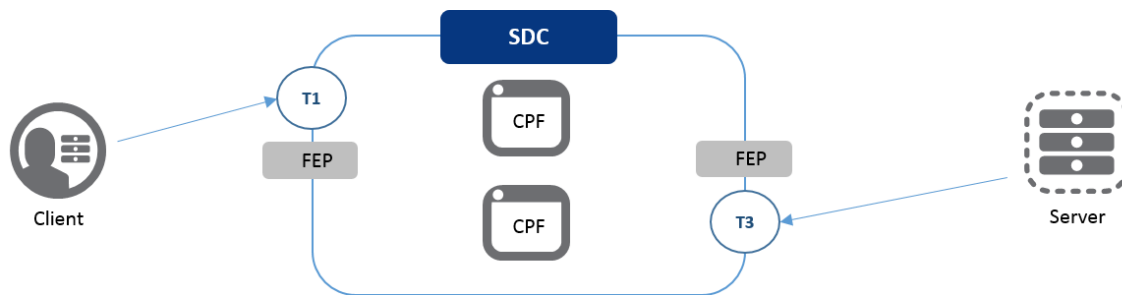 SDC
T1
CPF
FEP
FEP
Client
CPF
T3
Server